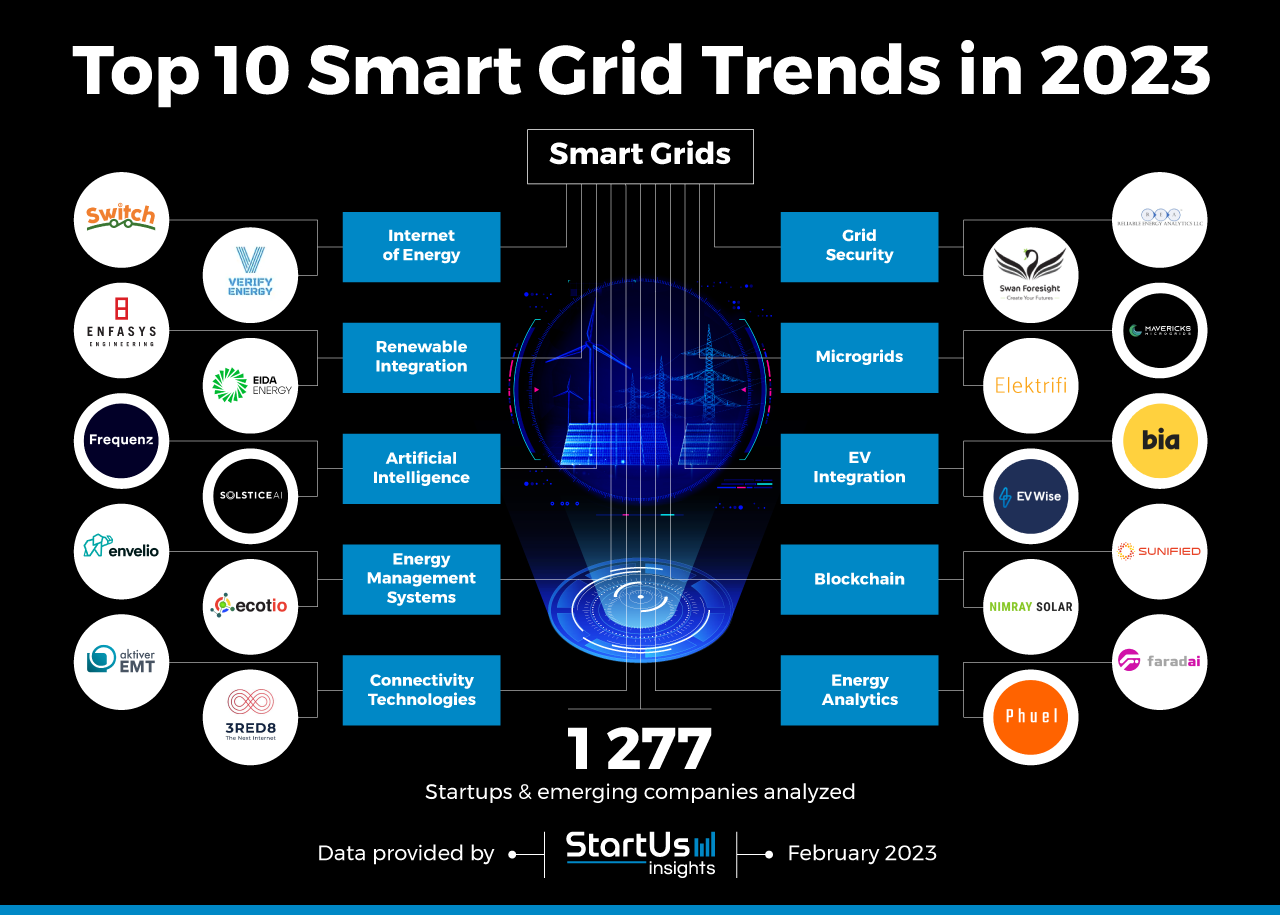 Top 10 Smart Grid Trends in 2023
Smart Grids
Switch
VERIFY
ENERGY
Internet
of Energy
ENFASYS
ENGINEERING
EIDA
ENERGY
Renewable
Integration
Frequenz
SOLSTICE AI
Artificial
Intelligence
envelio
ecotio
Energy
Management
Systems
aktiver
EMT
3RED8
The Next Internet
Connectivity
Technologies
Grid
Security
REA
RELIABLE ENERGY ANALYTICS LLC
Swan Foresight
Create Your Futures
Microgrids
MAVERICKS
MICROGRIDS
Elektrifi
EV
Integration
bia
EV Wise
Blockchain
SUNIFIED
NIMRAY SOLAR
Energy
Analytics
faradai
Phuel
1 277
Startups & emerging companies analyzed
Data provided by
StartUs
insights
February 2023